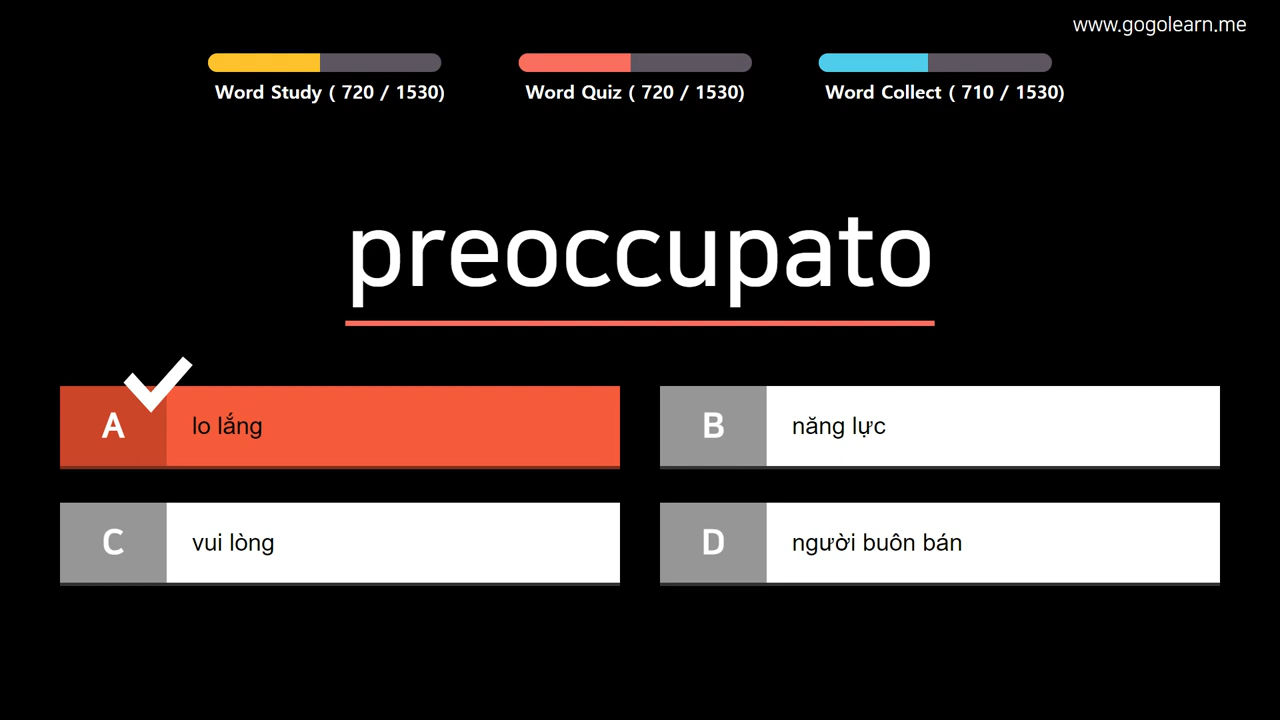 www.gogolearn.me
Word Study ( 720 / 1530)
Word Quiz ( 720 / 1530)
Word Collect ( 710 / 1530)
preoccupato
A lo lắng
B năng lực
C vui lòng
D người buôn bán